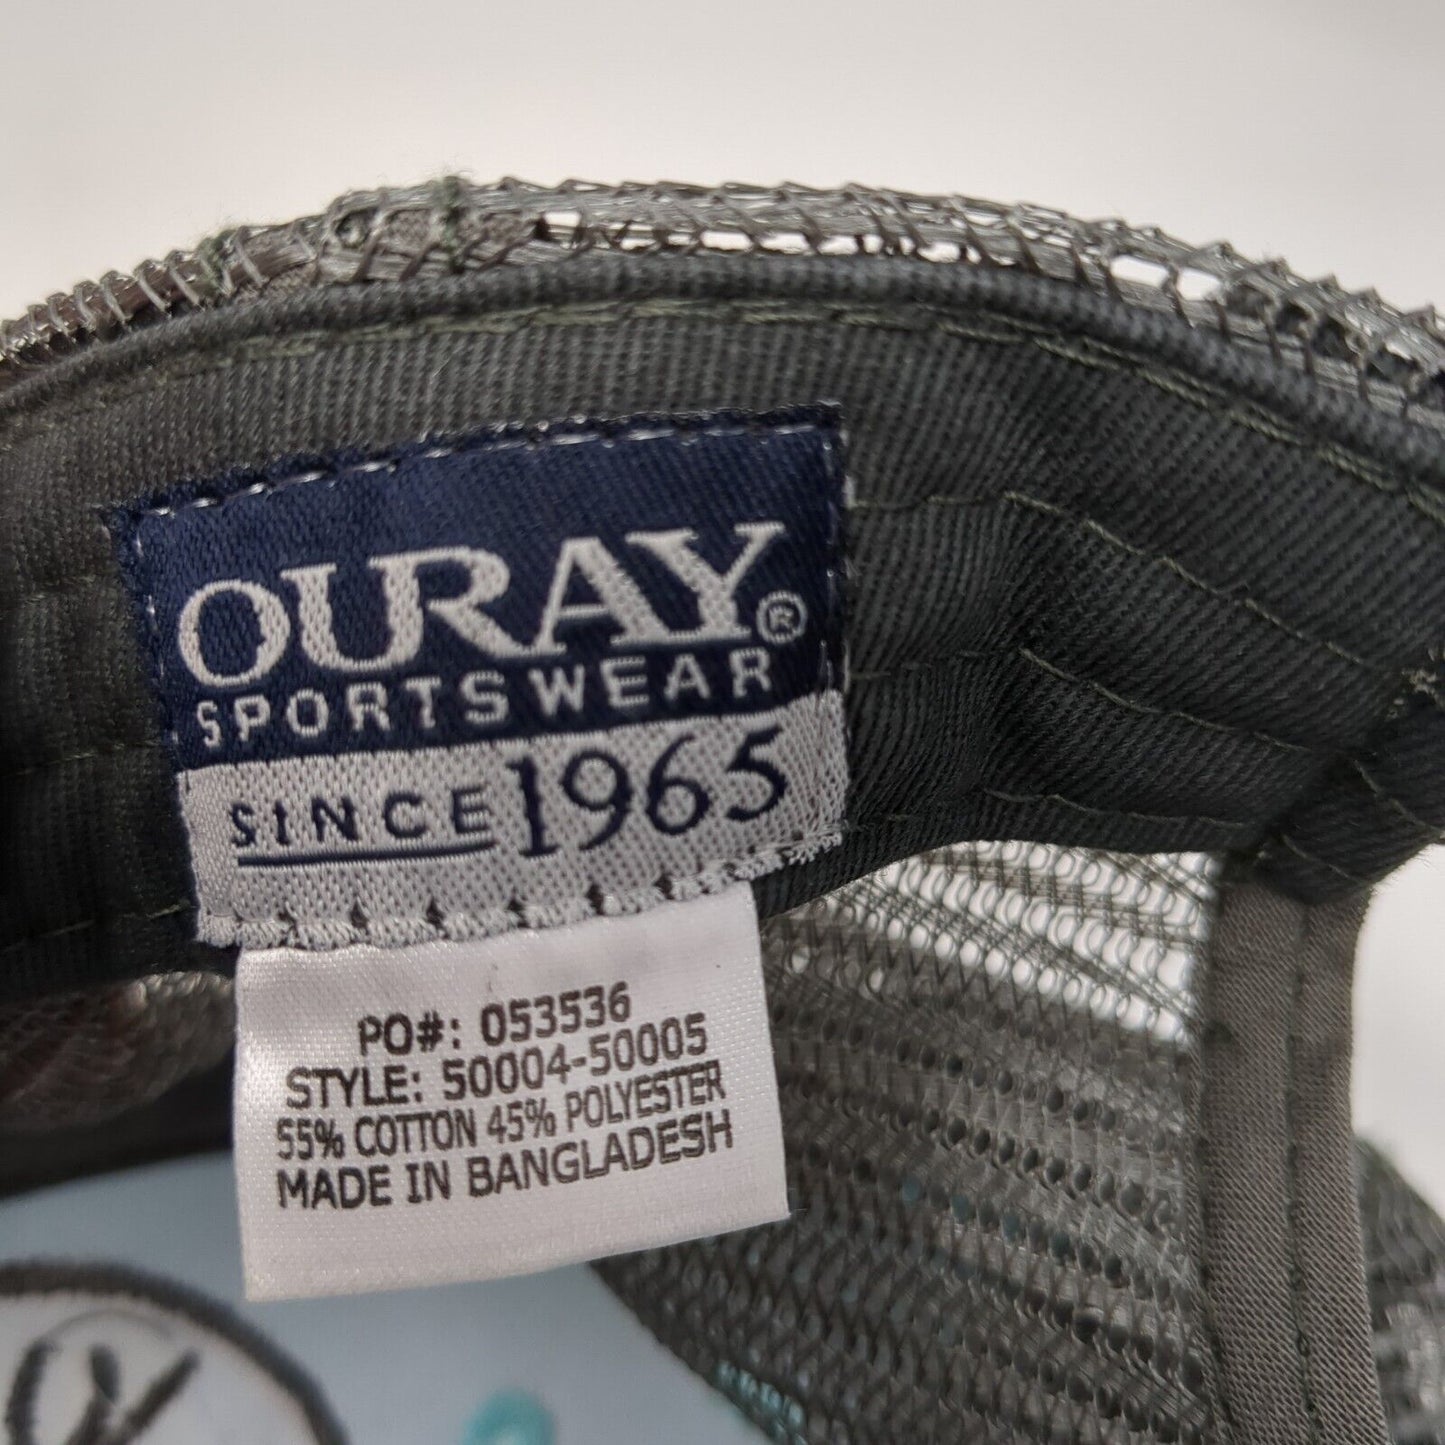 OURAY®
SPORTSWEAR
SINCE 1965
PO#: 053536
STYLE: 50004-50005
55% COTTON 45% POLYESTER
MADE IN BANGLADESH